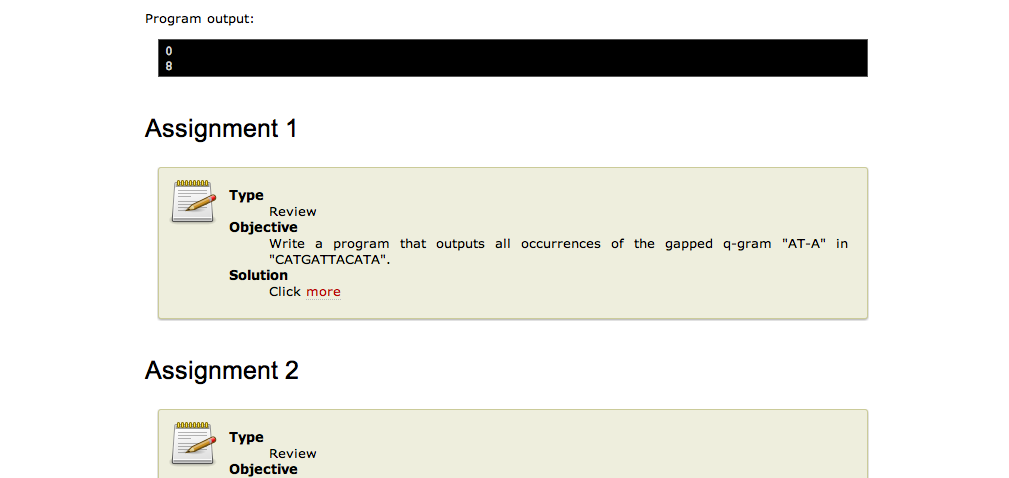 Program output:
0
8
Assignment 1
Type
Review
Objective
Write a program that outputs all occurrences of the gapped q-gram "AT-A" in
"CATGATTACATA".
Solution
Click more
Assignment 2
Type
Review
Objective